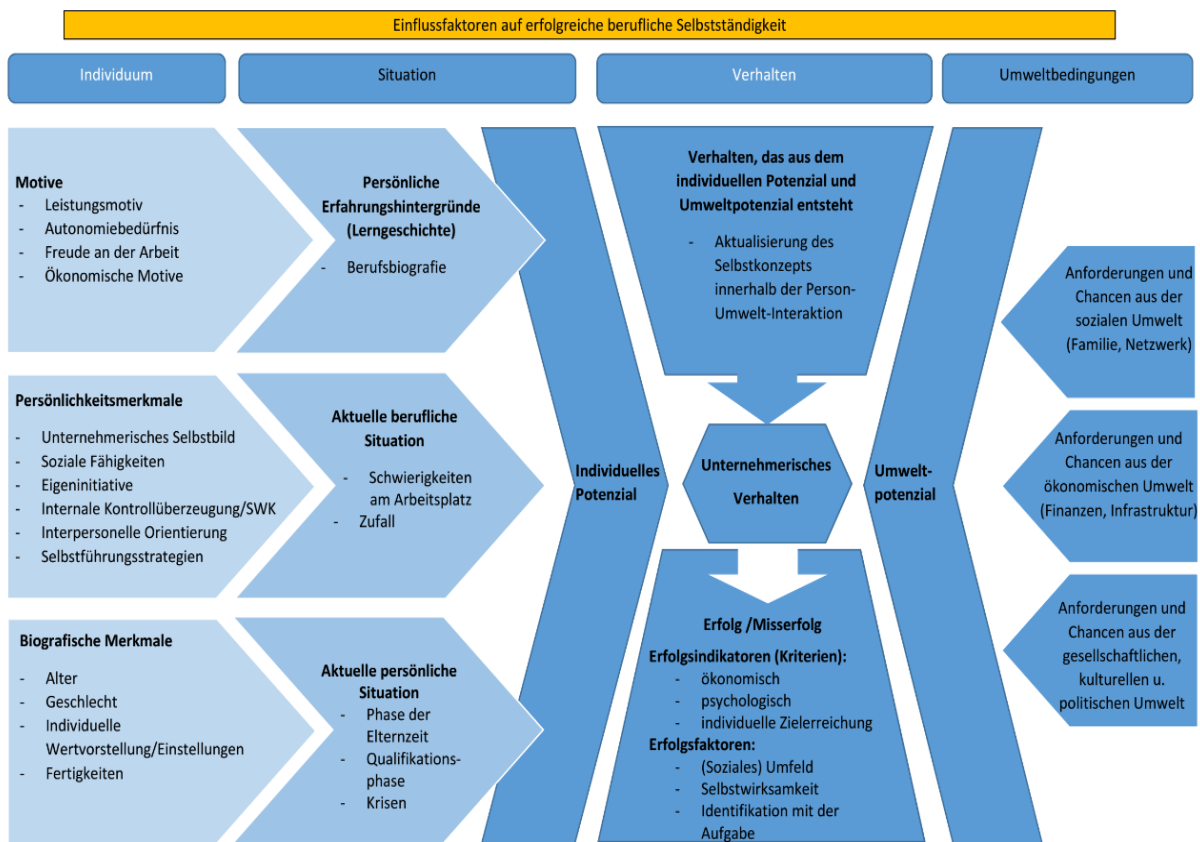 Einflussfaktoren auf erfolgreiche berufliche Selbstständigkeit
Individuum
Situation
Verhalten
Umweltbedingungen
Motive
- Leistungsmotiv
- Autonomiebedürfnis
- Freude an der Arbeit
- Ökonomische Motive
Persönlichkeitsmerkmale
- Unternehmerisches Selbstbild
- Soziale Fähigkeiten
- Eigeninitiative
- Internale Kontrollüberzeugung/SWK
- Interpersonelle Orientierung
- Selbstführungsstrategien
Biografische Merkmale
- Alter
- Geschlecht
- Individuelle
Wertvorstellung/Einstellungen
- Fertigkeiten
Persönliche
Erfahrungshintergründe
(Lerngeschichte)
- Berufsbiografie
Aktuelle berufliche
Situation
- Schwierigkeiten
am Arbeitsplatz
- Zufall
Aktuelle persönliche
Situation
- Phase der
Elternzeit
- Qualifikations-
phase
- Krisen
Individuelles
Potenzial
Verhalten, das aus dem
individuellen Potenzial und
Umweltpotenzial entsteht
- Aktualisierung des
Selbstkonzepts
innerhalb der Person-
Umwelt-Interaktion
Unternehmerisches
Verhalten
Erfolg /Misserfolg
Erfolgsindikatoren (Kriterien):
- ökonomisch
- psychologisch
- individuelle Zielerreichung
Erfolgsfaktoren:
- (Soziales) Umfeld
- Selbstwirksamkeit
- Identifikation mit der
Aufgabe
Umwelt-
potenzial
Anforderungen und
Chancen aus der
sozialen Umwelt
(Familie, Netzwerk)
Anforderungen und
Chancen aus der
ökonomischen Umwelt
(Finanzen, Infrastruktur)
Anforderungen und
Chancen aus der
gesellschaftlichen,
kulturellen u.
politischen Umwelt